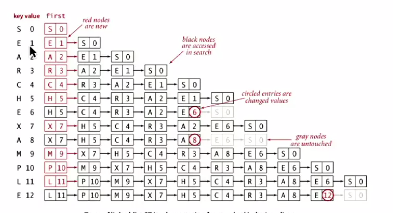 key value first
red nodes
are new
S 0 S 0
E 1 E 1 S 0
black nodes
are accessed
in search
A 2 A 2 E 1 S 0
R 3 R 3 A 2 E 1 S 0
C 4 C 4 R 3 A 2 E 1 S 0
circled entries are
changed values
H 5 H 5 C 4 R 3 A 2 E 1 S 0
E 6 H 5 C 4 R 3 A 2 E 6 S 0
X 7 X 7 H 5 C 4 R 3 A 2 E 6 S 0
gray nodes
are untouched
A 8 X 7 H 5 C 4 R 3 A 8 E 6 S 0
M 9 M 9 X 7 H 5 C 4 R 3 A 8 E 6 S 0
P 10 P 10 M 9 X 7 H 5 C 4 R 3 A 8 E 6 S 0
L 11 L 11 P 10 M 9 X 7 H 5 C 4 R 3 A 8 E 6 S 0
E 12 L 11 P 10 M 9 X 7 H 5 C 4 R 3 A 8 E 12 S 0